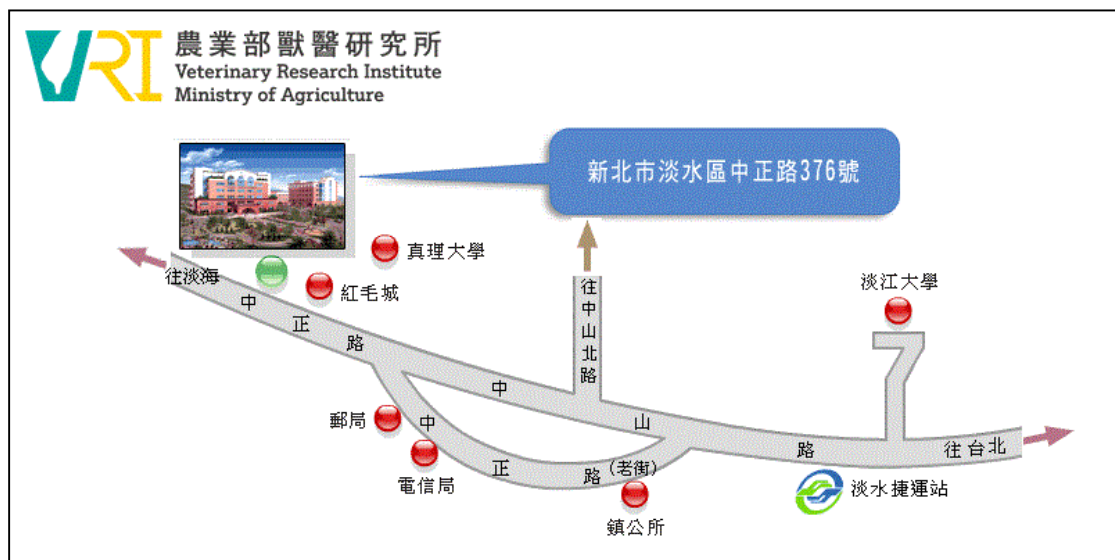 VRI 農業部獸醫研究所
Veterinary Research Institute
Ministry of Agriculture
新北市淡水區中正路376號
真理大學
往淡海
紅毛城
中正路
往中山北路
淡江大學
中山路
往台北
郵局
電信局
中正路(老街)
鎮公所
淡水捷運站